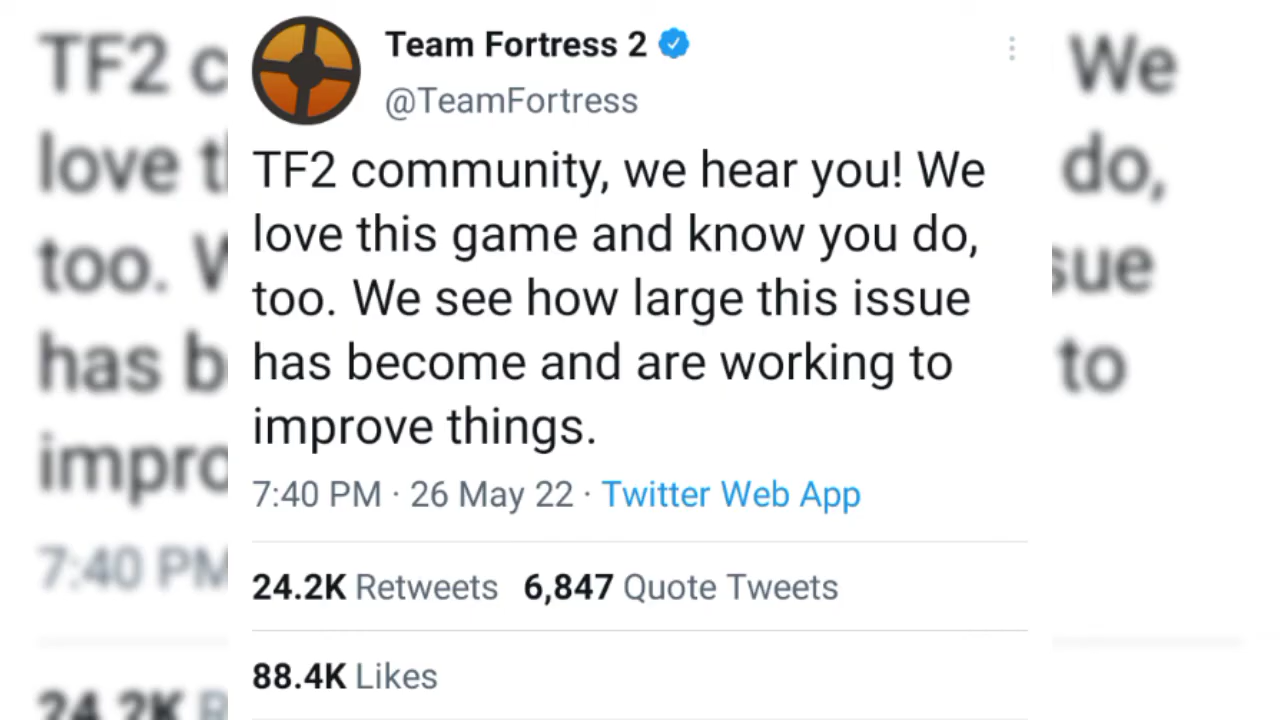 Team Fortress 2
@TeamFortress
TF2 community, we hear you! We
love this game and know you do,
too. We see how large this issue
has become and are working to
improve things.
7:40 PM · 26 May 22 · Twitter Web App
24.2K Retweets 6,847 Quote Tweets
88.4K Likes